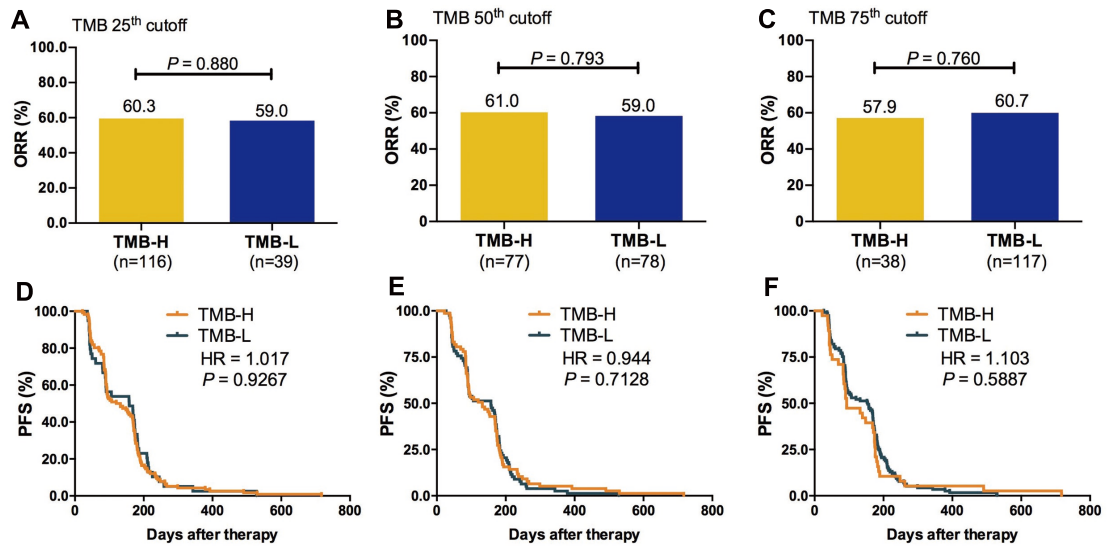 A
TMB 25th cutoff
100.0
80.0
60.0
40.0
20.0
0.0
ORR (%)
P = 0.880
60.3
59.0
TMB-H
(n=116)
TMB-L
(n=39)
B
TMB 50th cutoff
100
80
60
40
20
0
ORR (%)
P = 0.793
61.0
59.0
TMB-H
(n=77)
TMB-L
(n=78)
C
TMB 75th cutoff
100
80
60
40
20
0
ORR (%)
P = 0.760
57.9
60.7
TMB-H
(n=38)
TMB-L
(n=117)
D
100.0
80.0
60.0
40.0
20.0
0.0
PFS (%)
TMB-H
TMB-L
HR = 1.017
P = 0.9267
0
200
400
600
800
Days after therapy
E
100.0
75.0
50.0
25.0
0.0
PFS (%)
TMB-H
TMB-L
HR = 0.944
P = 0.7128
0
200
400
600
800
Days after therapy
F
100.0
75.0
50.0
25.0
0.0
PFS (%)
TMB-H
TMB-L
HR = 1.103
P = 0.5887
0
200
400
600
800
Days after therapy